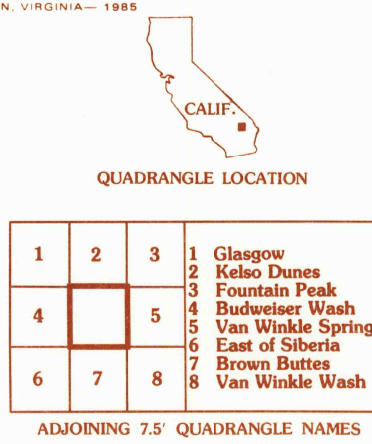 N, VIRGINIA— 1985
CALIF.
QUADRANGLE LOCATION
1 2 3
4 5
6 7 8
1 Glasgow
2 Kelso Dunes
3 Fountain Peak
4 Budweiser Wash
5 Van Winkle Spring
6 East of Siberia
7 Brown Buttes
8 Van Winkle Wash
ADJOINING 7.5' QUADRANGLE NAMES